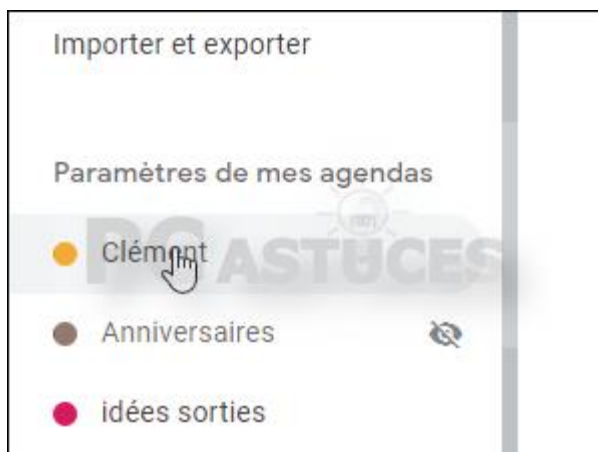 Importer et exporter
Paramètres de mes agendas
Clément
PC ASTUCES
Anniversaires
idées sorties